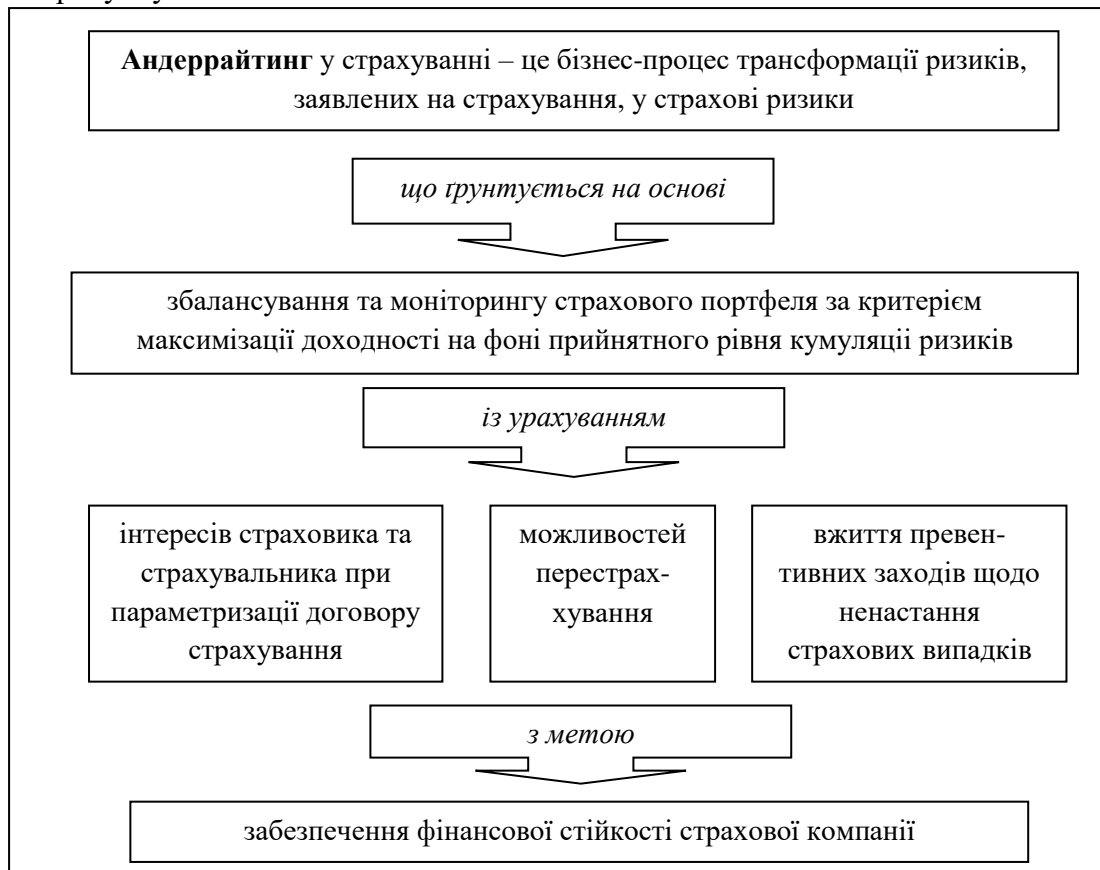 Андеррайтинг у страхуванні – це бізнес-процес трансформації ризиків,
заявлених на страхування, у страхові ризики
що ґрунтується на основі
збалансування та моніторингу страхового портфеля за критерієм
максимізації доходності на фоні прийнятного рівня кумуляціі ризиків
із урахуванням
інтересів страховика та
страхувальника при
параметризації договору
страхування
можливостей
перестрах-
хування
вжиття превен-
тивних заходів щодо
ненастання
страхових випадків
з метою
забезпечення фінансової стійкості страхової компанії